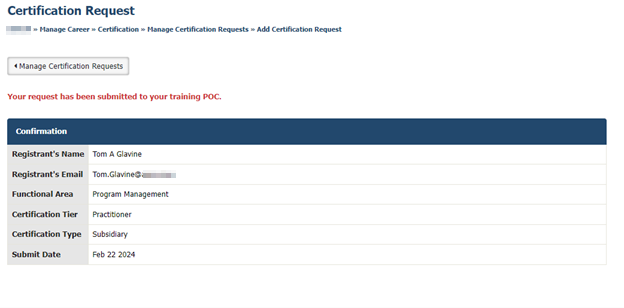 Certification Request
» Manage Career » Certification » Manage Certification Requests » Add Certification Request
Manage Certification Requests
Your request has been submitted to your training POC.
Confirmation
Registrant's Name Tom A Glavine
Registrant's Email Tom.Glavine@
Functional Area Program Management
Certification Tier Practitioner
Certification Type Subsidiary
Submit Date Feb 22 2024